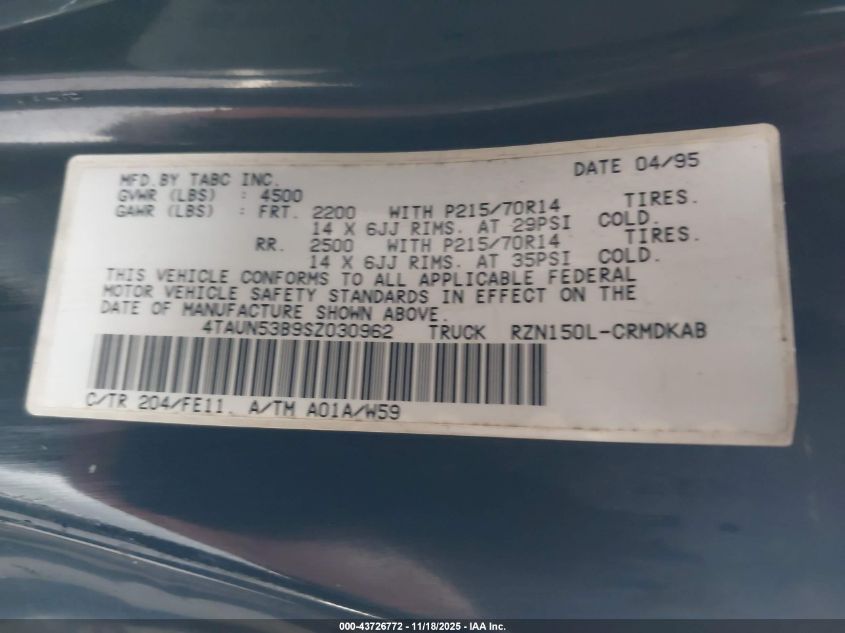 MFD.BY TABC INC. DATE 04/95
GVWR (LBS) : 4500
GAWR (LBS) : FRT. 2200 WITH P215/70R14 TIRES.
14 X 6JJ RIMS. AT 29PSI COLD.
RR. 2500 WITH P215/70R14 TIRES.
14 X 6JJ RIMS. AT 35PSI COLD.
THIS VEHICLE CONFORMS TO ALL APPLICABLE FEDERAL
MOTOR VEHICLE SAFETY STANDARDS IN EFFECT ON THE
DATE OF MANUFACTURE SHOWN ABOVE.
4TAUN53B9SZ030962 TRUCK RZN150L-CRMDKAB
C/TR 204/FE11. A/TM A01A/W59
000-43726772 - 11/18/2025 - IAA Inc.